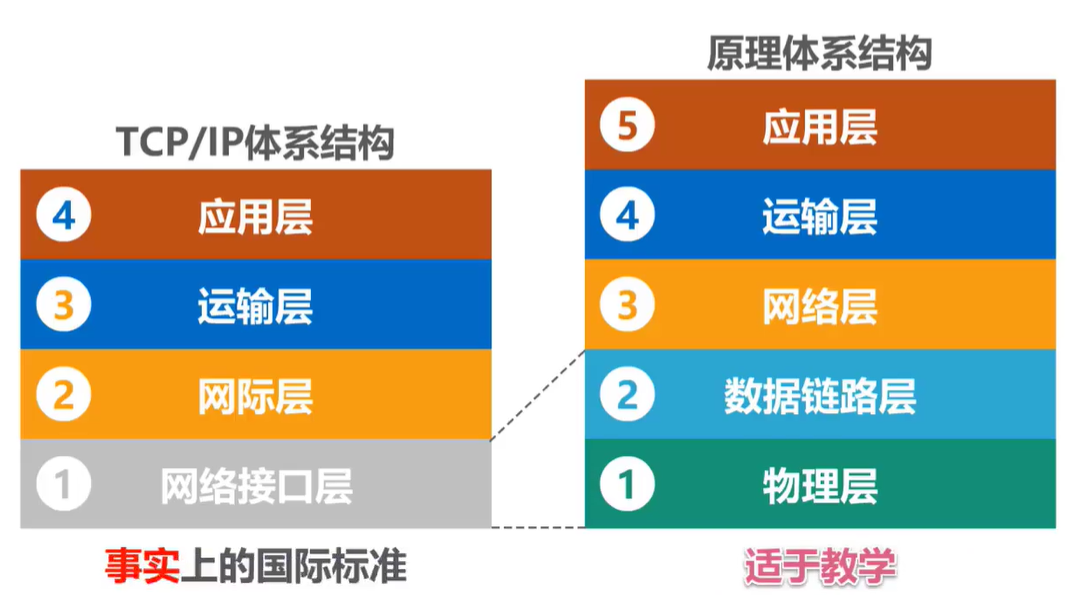 TCP/IP体系结构
4 应用层
3 运输层
2 网际层
1 网络接口层
事实上的国际标准
原理体系结构
5 应用层
4 运输层
3 网络层
2 数据链路层
1 物理层
适于教学